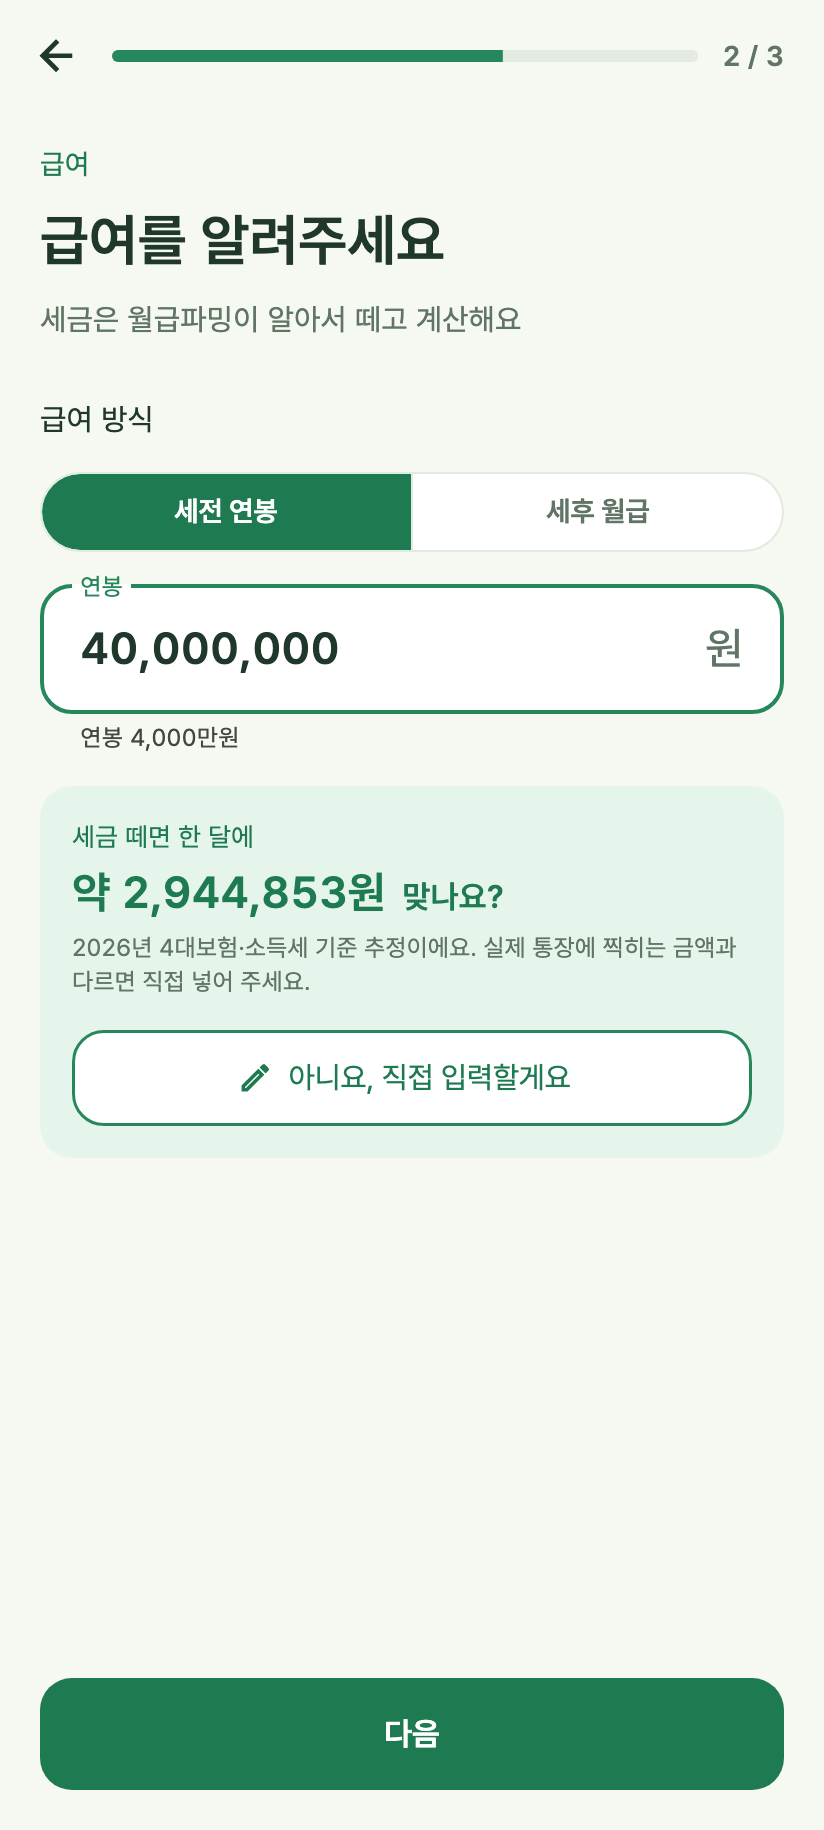 2 / 3
급여
급여를 알려주세요
세금은 월급파밍이 알아서 떼고 계산해요
급여 방식
세전 연봉
세후 월급
연봉
40,000,000 원
연봉 4,000만원
세금 떼면 한 달에
약 2,944,853원 맞나요?
2026년 4대보험·소득세 기준 추정이에요. 실제 통장에 찍히는 금액과
다르면 직접 넣어 주세요.
아니요, 직접 입력할게요
다음